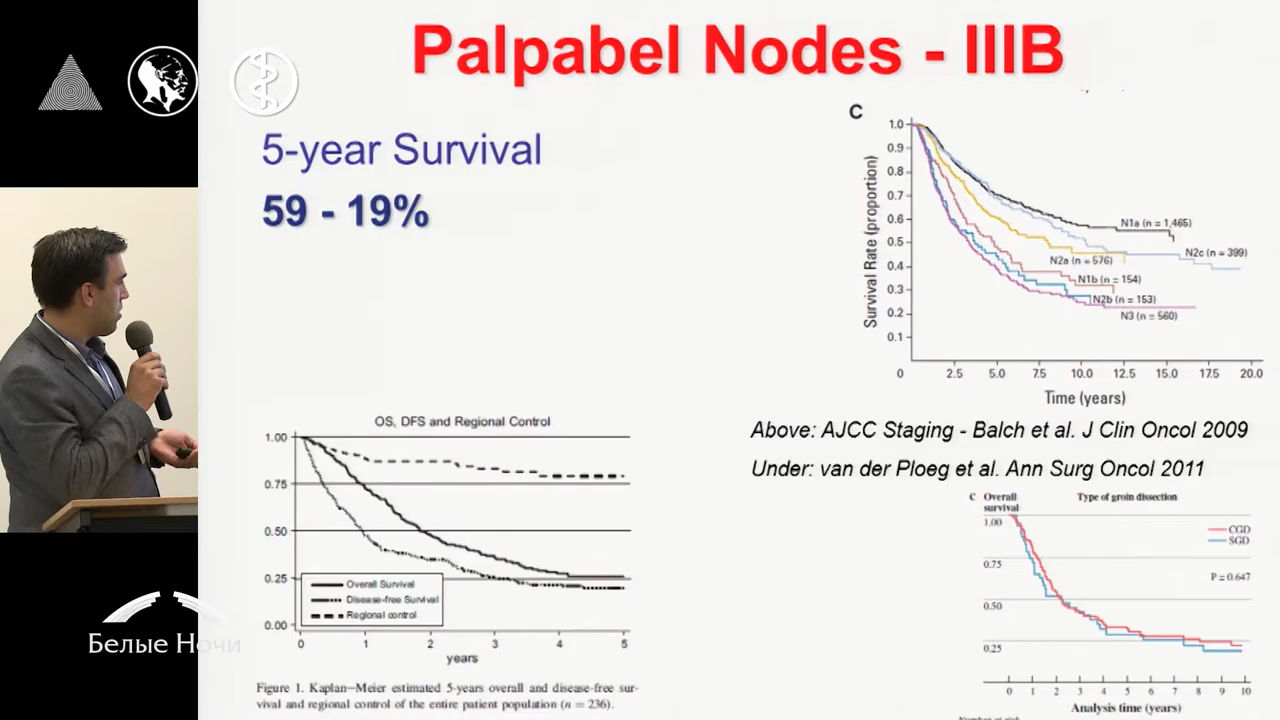 Palpabel Nodes - IIIB
5-year Survival
59 - 19%
C
Survival Rate (proportion)
1.0
0.9
0.8
0.7
0.6
0.5
0.4
0.3
0.2
0.1
0
2.5
5.0
7.5
10.0
12.5
15.0
17.5
20.0
Time (years)
N1a (n = 1,465)
N2c (n = 399)
N2a (n = 576)
N1b (n = 154)
N2b (n = 153)
N3 (n = 560)
Above: AJCC Staging - Balch et al. J Clin Oncol 2009
Under: van der Ploeg et al. Ann Surg Oncol 2011
OS, DFS and Regional Control
1.00
0.75
0.50
0.25
0.00
Overall Survival
Disease-free Survival
Regional control
0 1 2 3 4 5
years
Figure 1. Kaplan—Meier estimated 5-years overall and disease-free sur-
vival and regional control of the entire patient population (n = 236).
C Overall
survival
Type of groin dissection
1.00
0.75
0.50
0.25
CGD
SGD
P = 0.647
0 1 2 3 4 5 6 7 8 9 10
Analysis time (years)
Number at risk
Белые Ночи